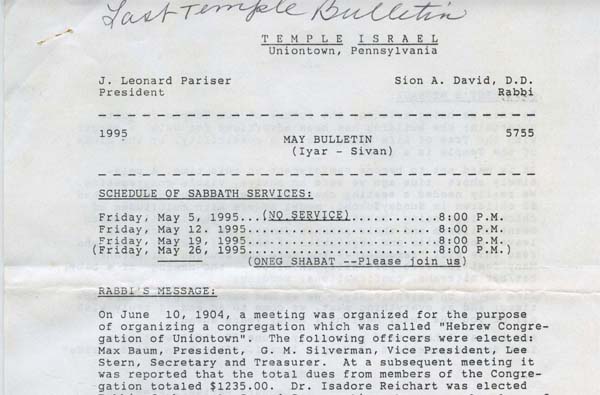 Last Temple Bulletin
TEMPLE ISRAEL
Uniontown, Pennsylvania
J. Leonard Pariser Sion A. David, D.D.
President Rabbi
1995 5755
MAY BULLETIN
(Iyar - Sivan)
SCHEDULE OF SABBATH SERVICES:
Friday, May 5, 1995...(NO SERVICE)............8:00 P.M.
Friday, May 12. 1995......................... 8:00 P.M.
Friday, May 19, 1995..........................8:00 P.M.
(Friday, May 26, 1995..........................8:00 P.M.)
(ONEG SHABAT --Please join us)
RABBI'S MESSAGE:
On June 10, 1904, a meeting was organized for the purpose
of organizing a congregation which was called "Hebrew Congre-
gation of Uniontown". The following officers were elected:
Max Baum, President, G. M. Silverman, Vice President, Lee
Stern, Secretary and Treasurer. At a subsequent meeting it
was reported that the total dues from members of the Congre-
gation totaled $1235.00. Dr. Isadore Reichart was elected